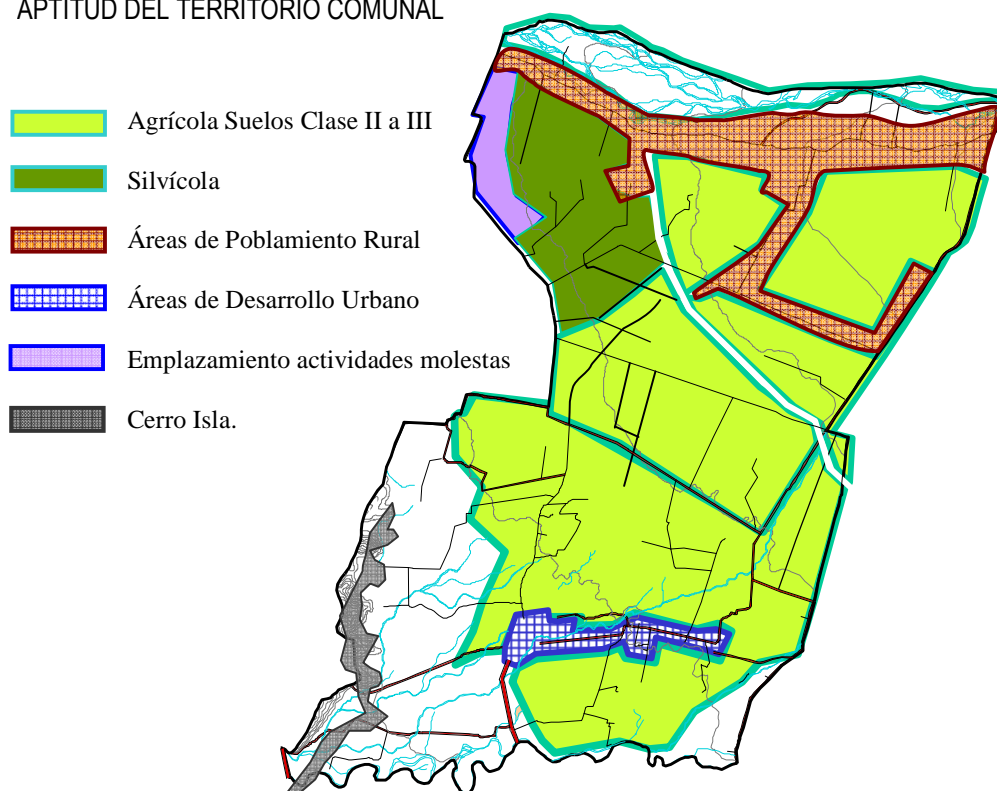 APTITUD DEL TERRITORIO COMUNAL
Agrícola Suelos Clase II a III
Silvícola
Áreas de Poblamiento Rural
Áreas de Desarrollo Urbano
Emplazamiento actividades molestas
Cerro Isla.